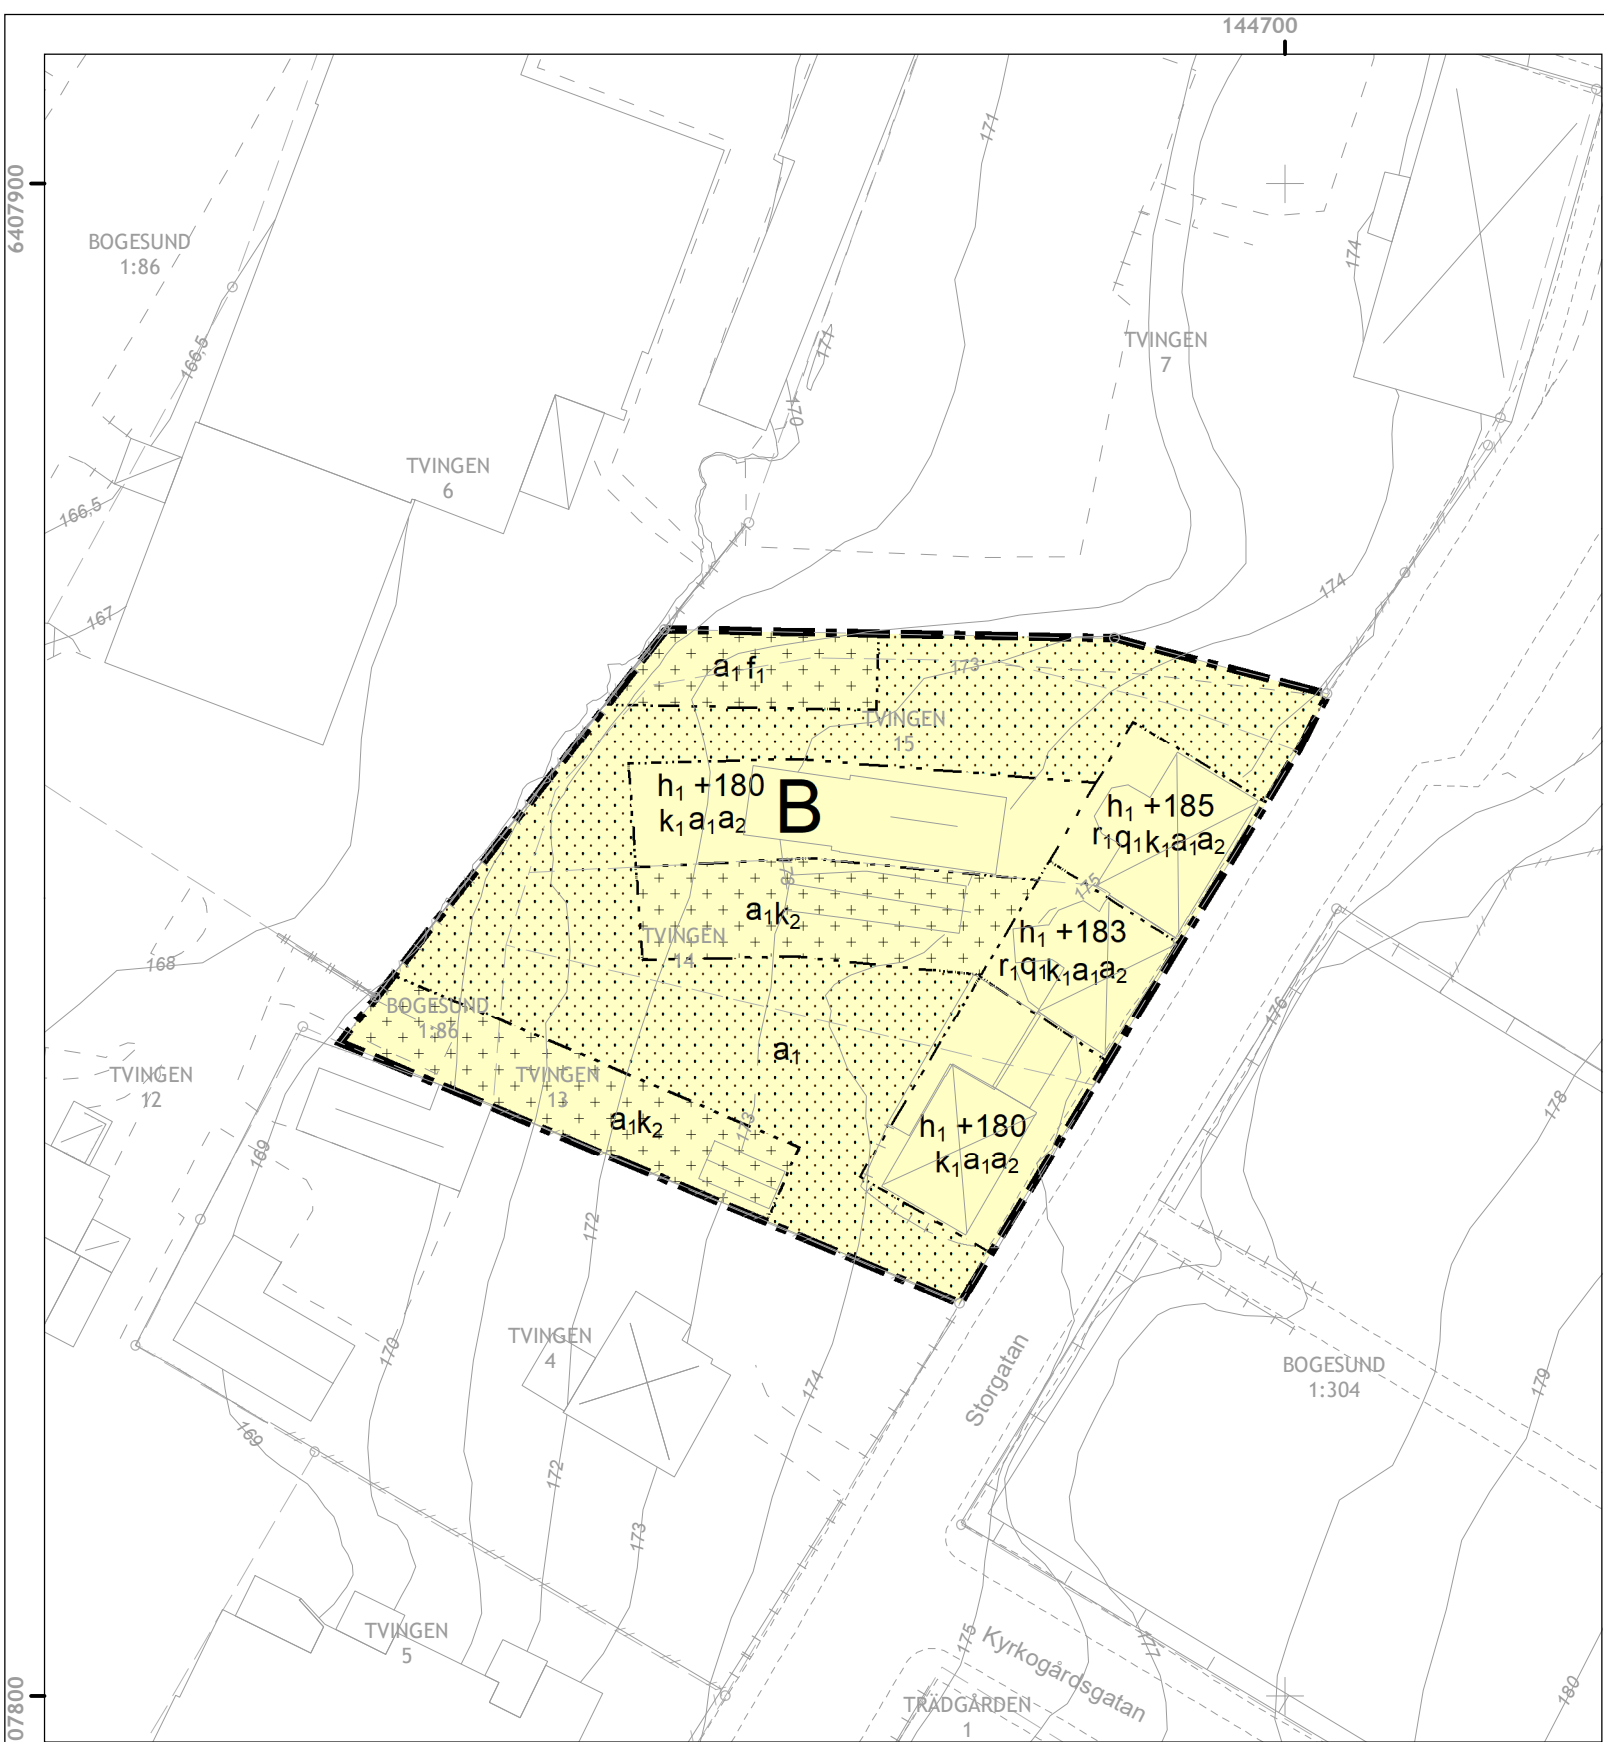 144700
6407900
171
BOGESUND
1:86
174
171
TVINGEN
7
166,5
170
TVINGEN
6
166,5
174
167
a₁f₁
173
TVINGEN
15
h₁ +180
k₁a₁a₂
B
h₁ +185
r₁q₁k₁a₁a₂
175
a₁k₂
h₁ +183
r₁q₁k₁a₁a₂
TVINGEN
14
168
BOGESUND
1:86
176
a₁
TVINGEN
12
TVINGEN
13
178
a₁k₂
173
h₁ +180
k₁a₁a₂
169
172
TVINGEN
4
Storgatan
170
BOGESUND
1:304
174
179
169
172
173
TVINGEN
5
175
Kyrkogårdsgatan
177
TRÄDGÅRDEN
1
180
07800